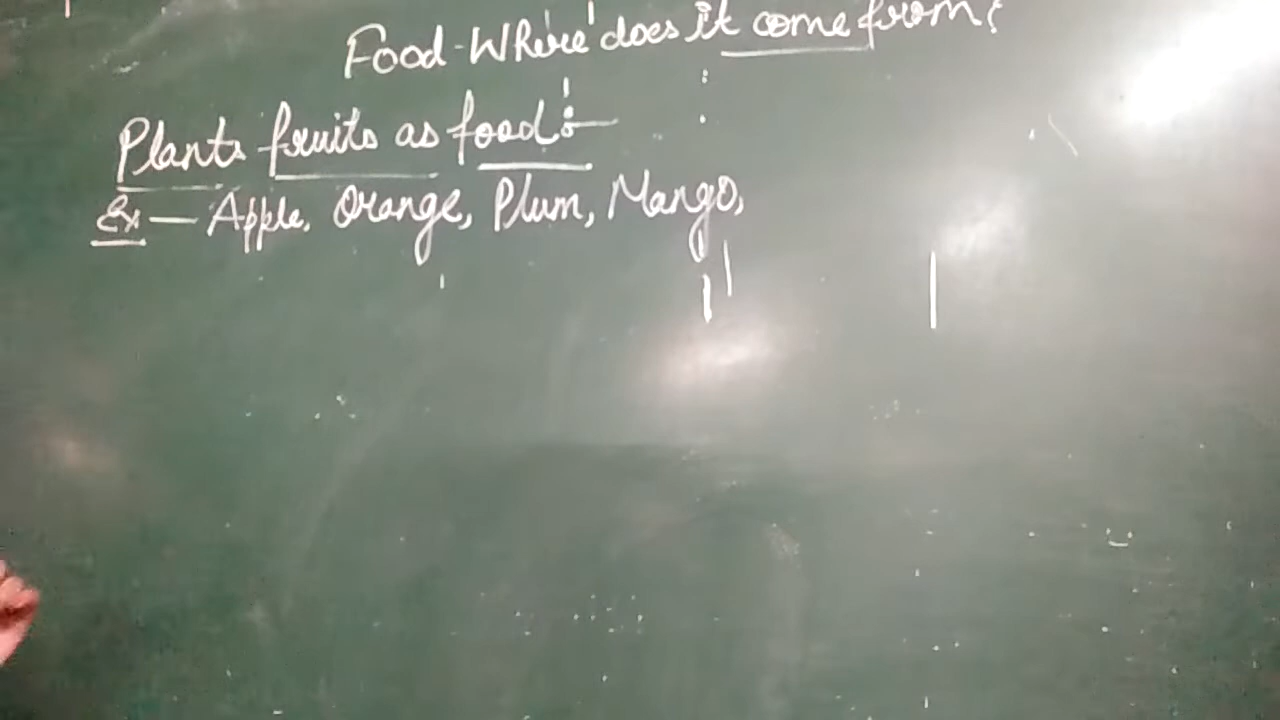 Food-Where does it come from?
Plants fruits as food:-
Ex — Apple, Orange, Plum, Mango,